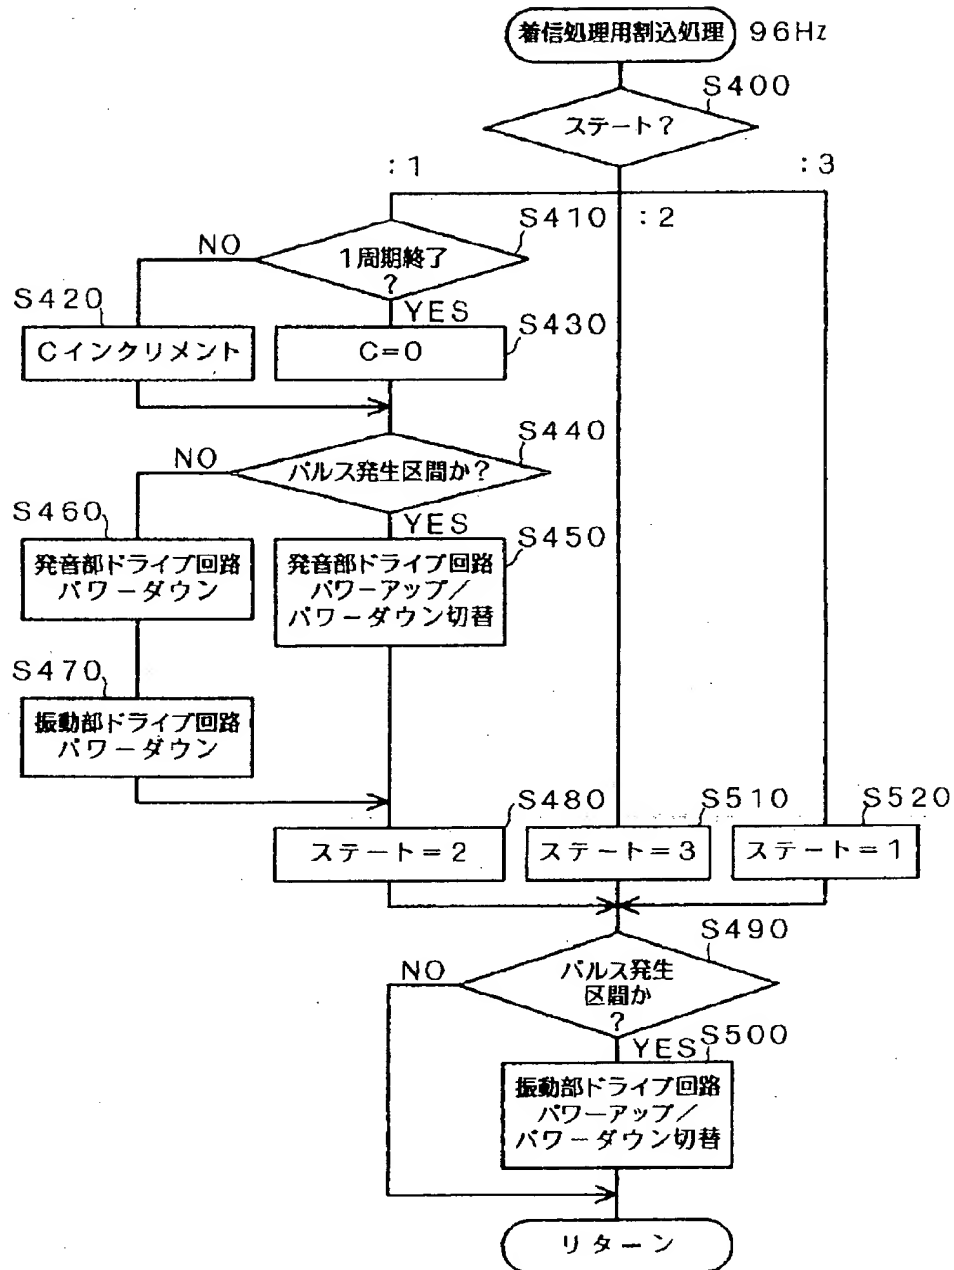 着信処理用割込処理 96Hz
S400
ステート?
:1
:3
S410
:2
NO
1周期終了
?
S420
YES
S430
Cインクリメント
C=0
S440
NO
パルス発生区間か?
S460
YES
S450
発音部ドライブ回路
パワーダウン
発音部ドライブ回路
パワーアップ/
パワーダウン切替
S470
振動部ドライブ回路
パワーダウン
S480
S510
S520
ステート=2
ステート=3
ステート=1
S490
NO
パルス発生
区間か
?
YES
S500
振動部ドライブ回路
パワーアップ/
パワーダウン切替
リターン